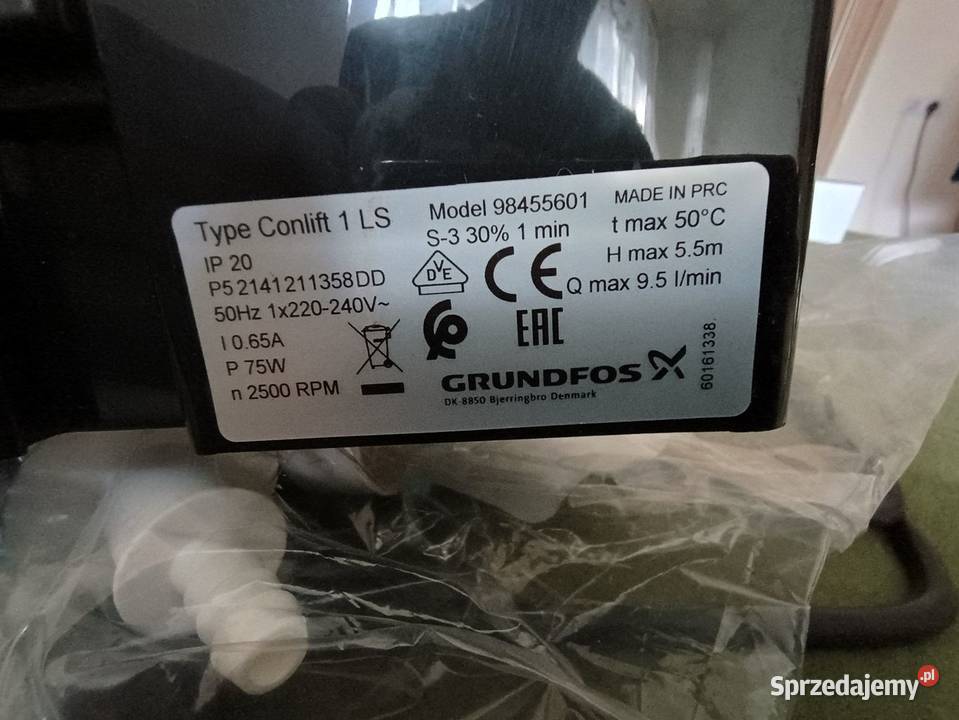 Type Conlift 1 LS
Model 98455601
MADE IN PRC
IP 20
S-3 30% 1 min
t max 50°C
P5 2141211358DD
DVE
CE
H max 5.5m
50Hz 1x220-240V~
Q max 9.5 l/min
I 0.65A
EAC
P 75W
n 2500 RPM
GRUNDFOS
DK-8850 Bjerringbro Denmark
60161338
Sprzedajemy.pl